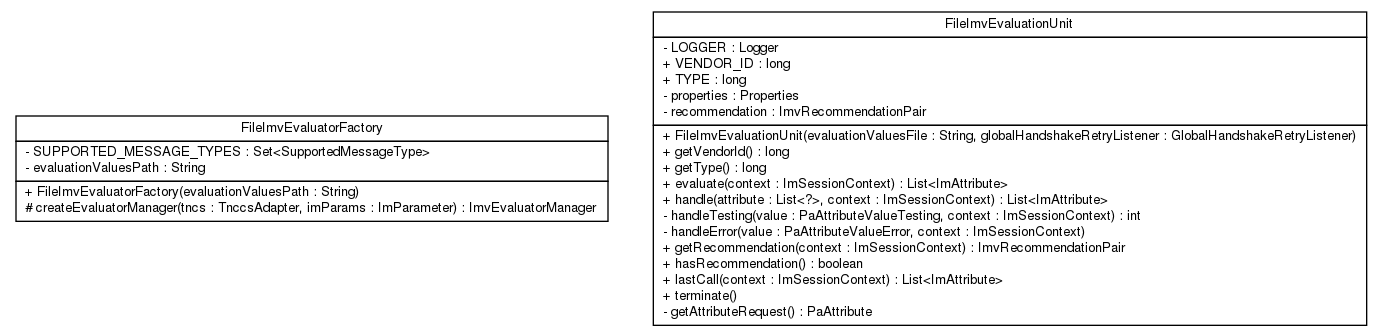 FileImvEvaluatorFactory
- SUPPORTED_MESSAGE_TYPES : Set<SupportedMessageType>
- evaluationValuesPath : String
+ FileImvEvaluatorFactory(evaluationValuesPath : String)
# createEvaluatorManager(tncs : TnccsAdapter, imParams : ImParameter) : ImvEvaluatorManager
FileImvEvaluationUnit
- LOGGER : Logger
+ VENDOR_ID : long
+ TYPE : long
- properties : Properties
- recommendation : ImvRecommendationPair
+ FileImvEvaluationUnit(evaluationValuesFile : String, globalHandshakeRetryListener : GlobalHandshakeRetryListener)
+ getVendorId() : long
+ getType() : long
+ evaluate(context : ImSessionContext) : List<ImAttribute>
+ handle(attribute : List<?>, context : ImSessionContext) : List<ImAttribute>
- handleTesting(value : PaAttributeValueTesting, context : ImSessionContext) : int
- handleError(value : PaAttributeValueError, context : ImSessionContext)
+ getRecommendation(context : ImSessionContext) : ImvRecommendationPair
+ hasRecommendation() : boolean
+ lastCall(context : ImSessionContext) : List<ImAttribute>
+ terminate()
- getAttributeRequest() : PaAttribute